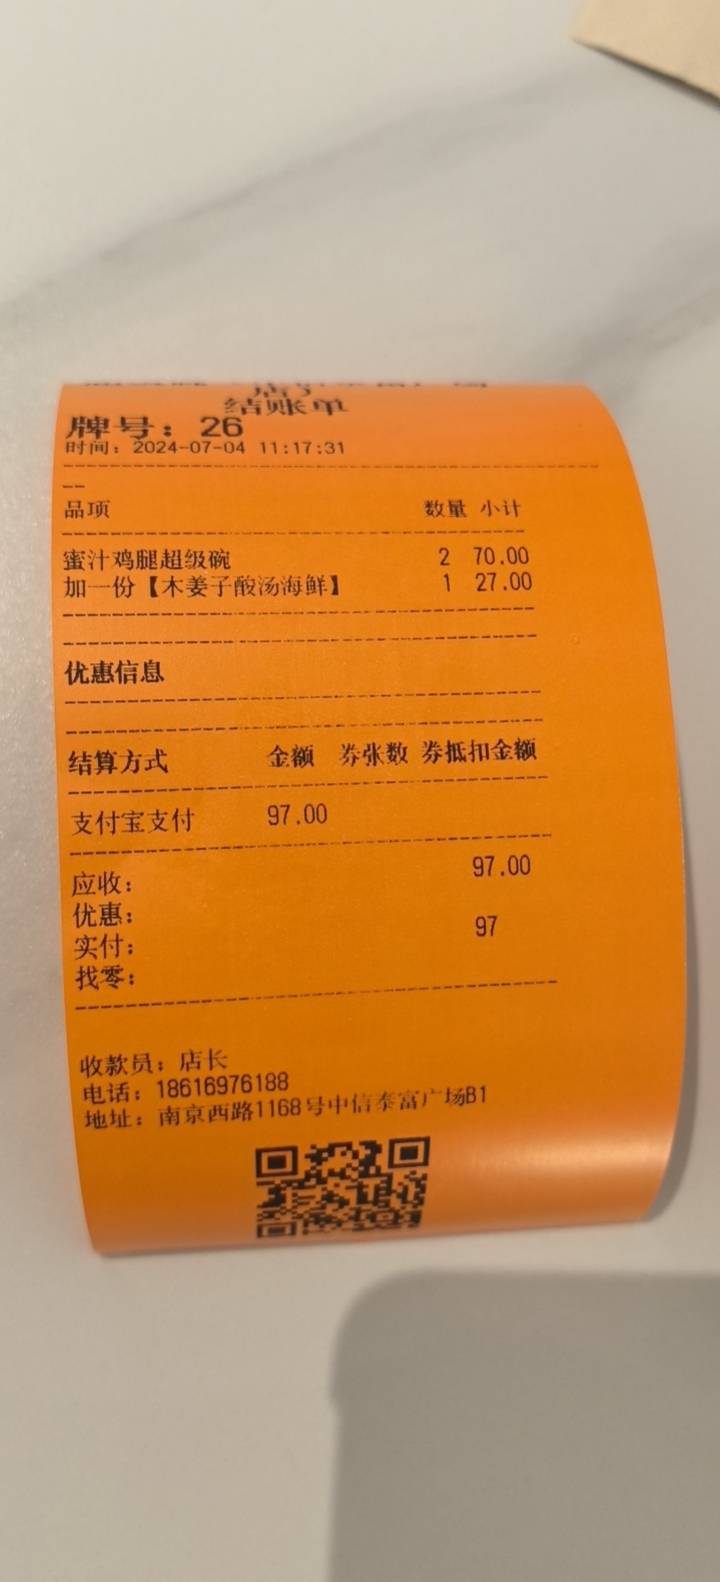 店)
结账单
牌号：26
时间：2024-07-04 11:17:31
品项 数量 小计
蜜汁鸡腿超级碗 2 70.00
加一份【木姜子酸汤海鲜】 1 27.00
优惠信息
结算方式 金额 券张数 券抵扣金额
支付宝支付 97.00
应收： 97.00
优惠：
实付： 97
找零：
收款员：店长
电话：18616976188
地址：南京西路1168号中信泰富广场B1